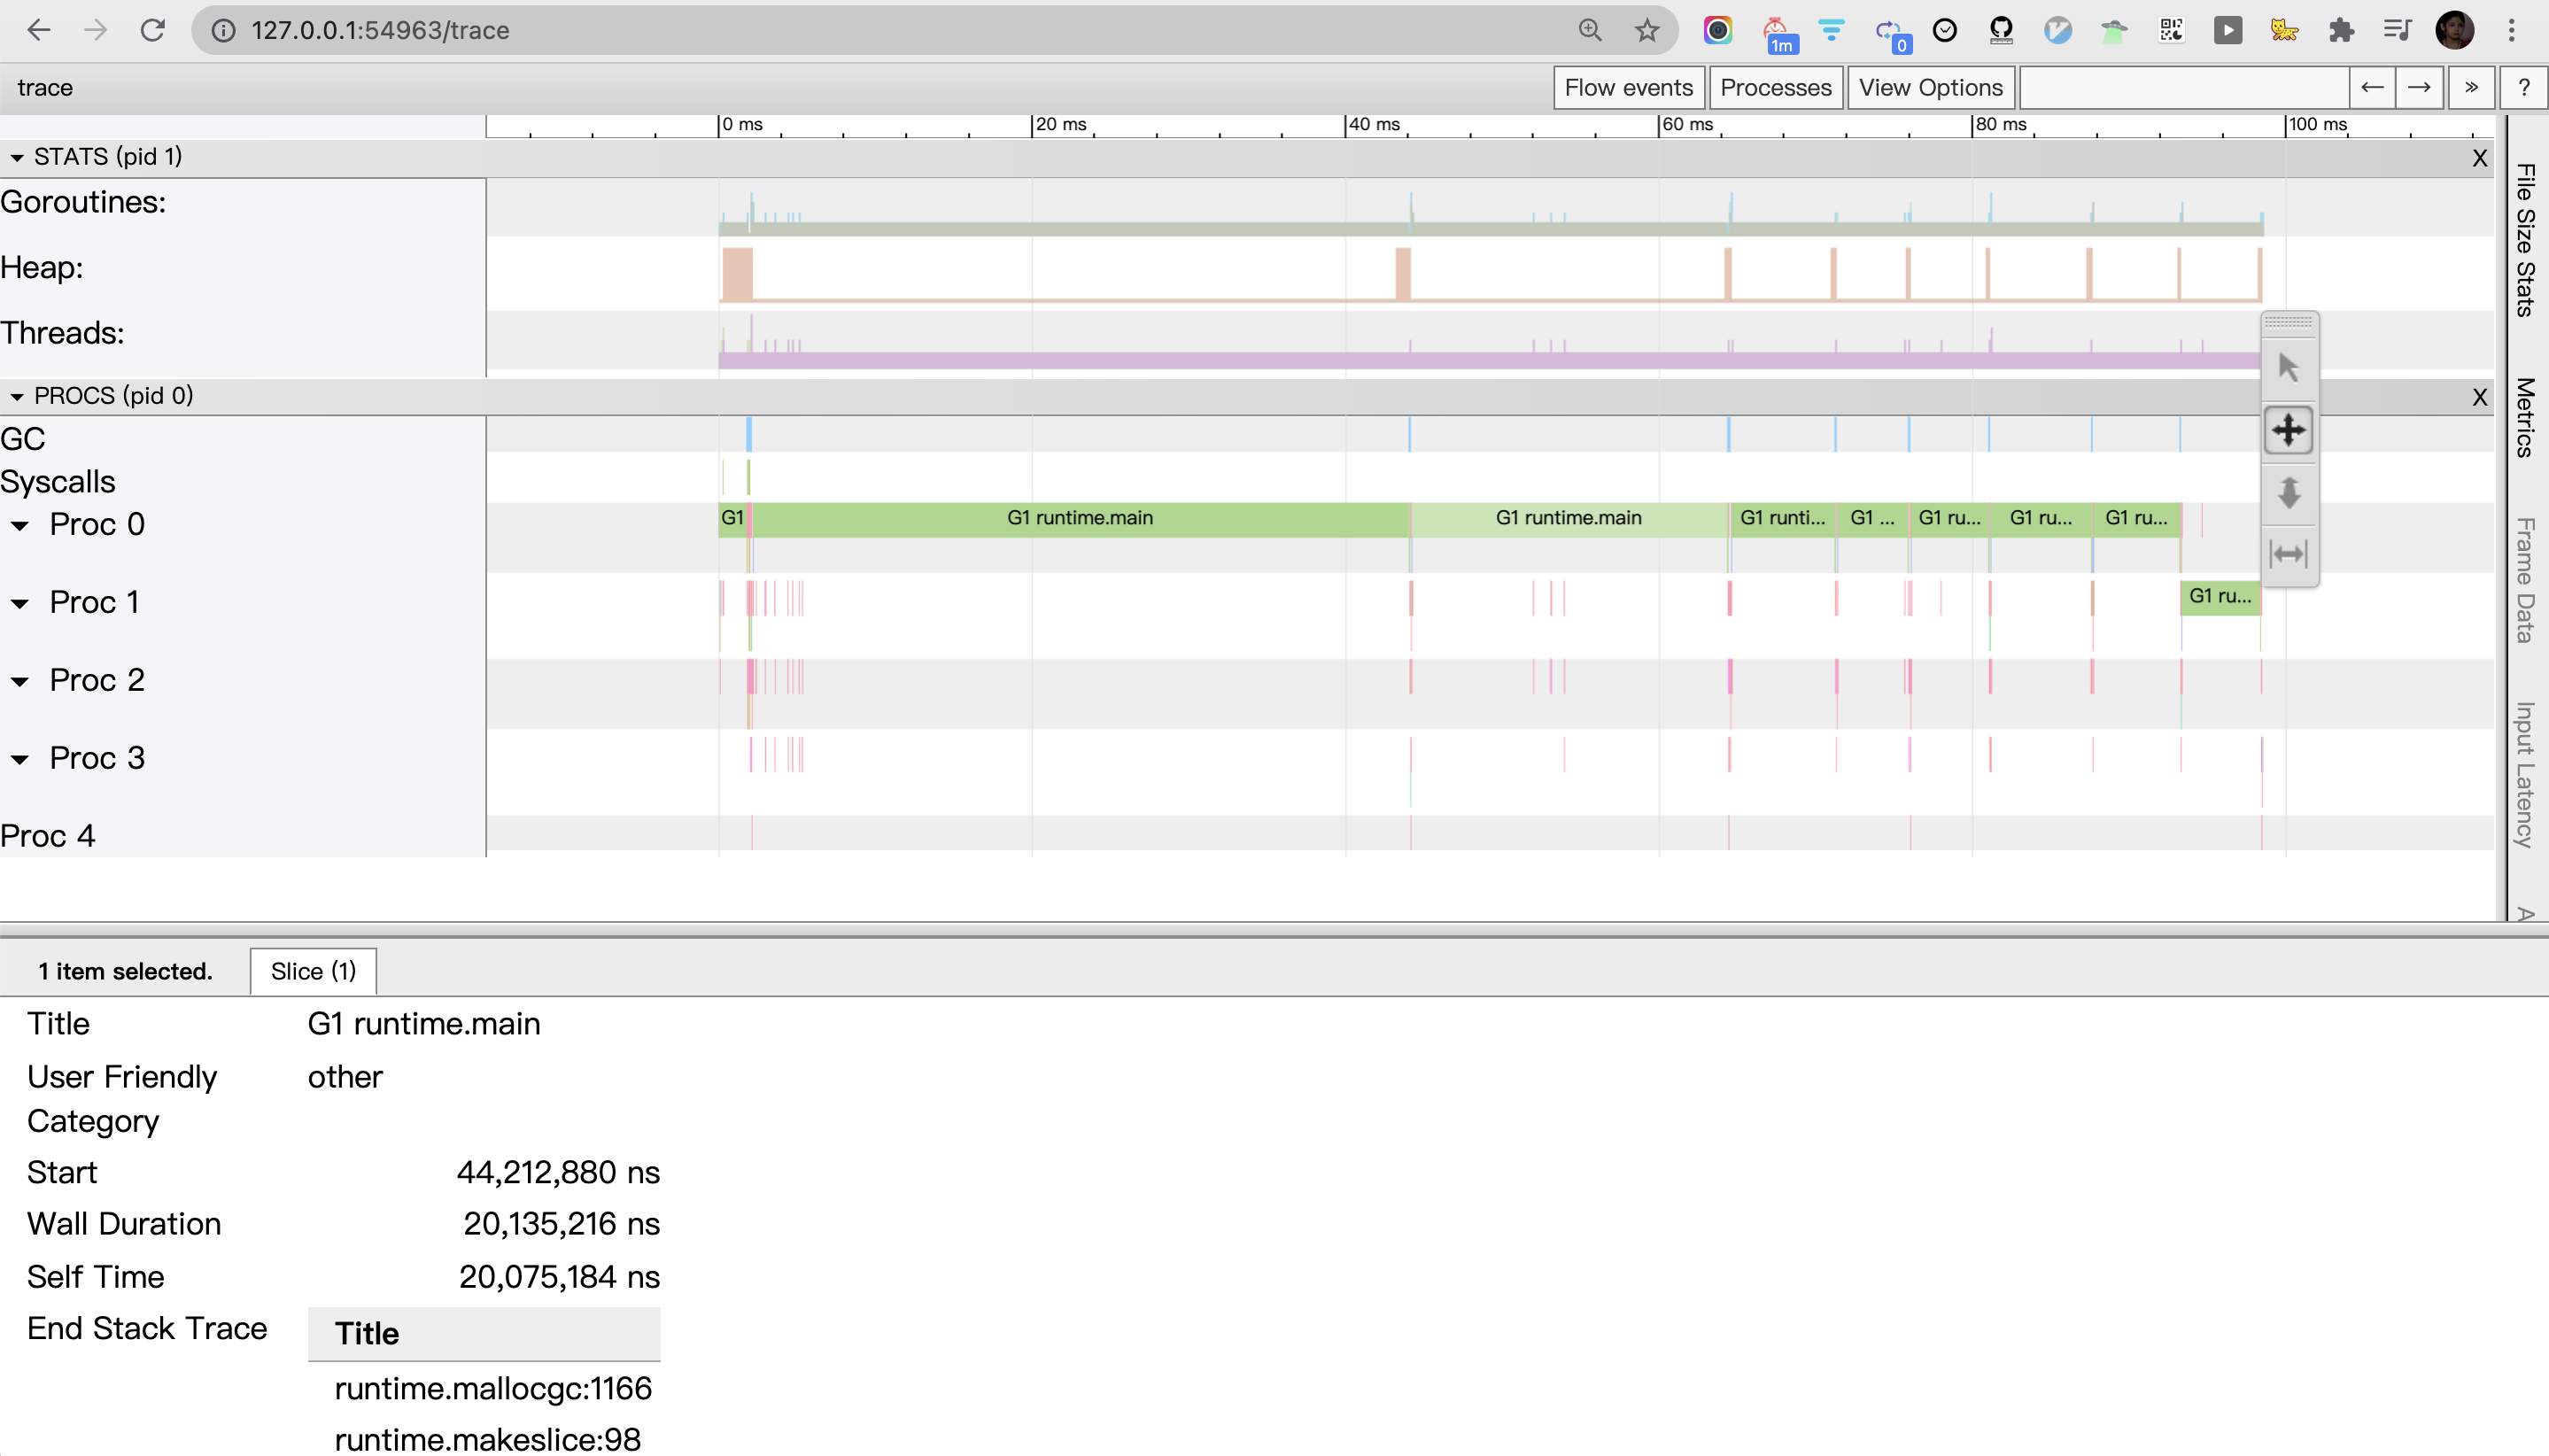 127.0.0.1:54963/trace
1m
0
trace
Flow events
Processes
View Options
←
→
»
?
0 ms
20 ms
40 ms
60 ms
80 ms
100 ms
STATS (pid 1)
X
Goroutines:
Heap:
Threads:
PROCS (pid 0)
X
GC
Syscalls
Proc 0
G1
G1 runtime.main
G1 runtime.main
G1 runti...
G1 ...
G1 ru...
G1 ru...
G1 ru...
Proc 1
G1 ru...
Proc 2
Proc 3
Proc 4
File Size Stats
Metrics
Frame Data
Input Latency
A
1 item selected.
Slice (1)
Title
G1 runtime.main
User Friendly
Category
other
Start
44,212,880 ns
Wall Duration
20,135,216 ns
Self Time
20,075,184 ns
End Stack Trace
Title
runtime.mallocgc:1166
runtime.makeslice:98